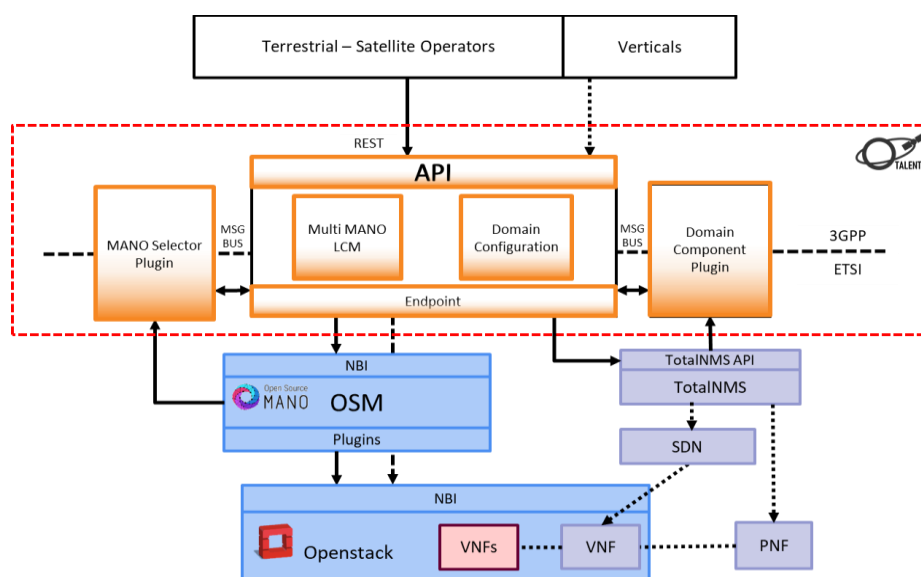 Terrestrial – Satellite Operators
Verticals
REST
TALENT
API
MANO Selector
Plugin
MSG
BUS
Multi MANO
LCM
Domain
Configuration
MSG
BUS
Domain
Component
Plugin
3GPP
ETSI
Endpoint
NBI
Open Source
MANO
OSM
Plugins
TotalNMS API
TotalNMS
SDN
NBI
Openstack
VNFs
VNF
PNF